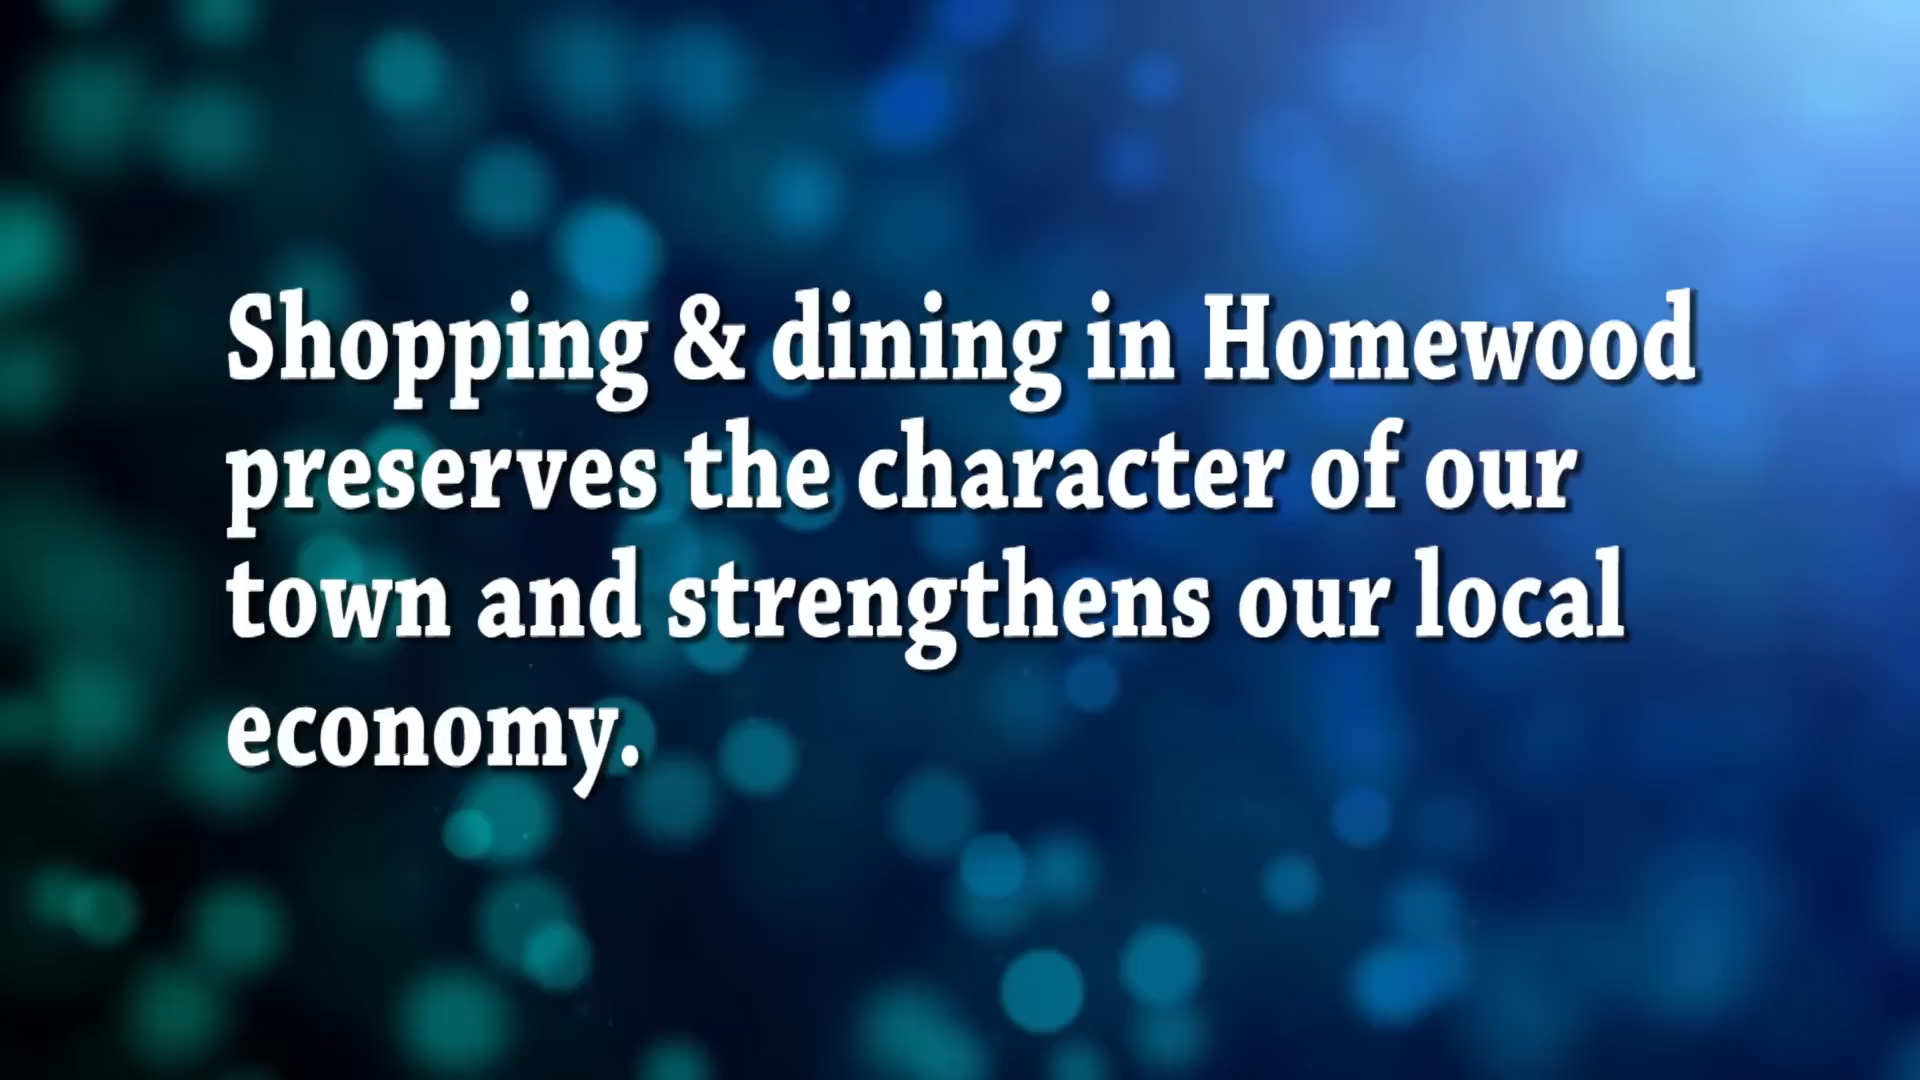 Shopping & dining in Homewood
preserves the character of our
town and strengthens our local
economy.